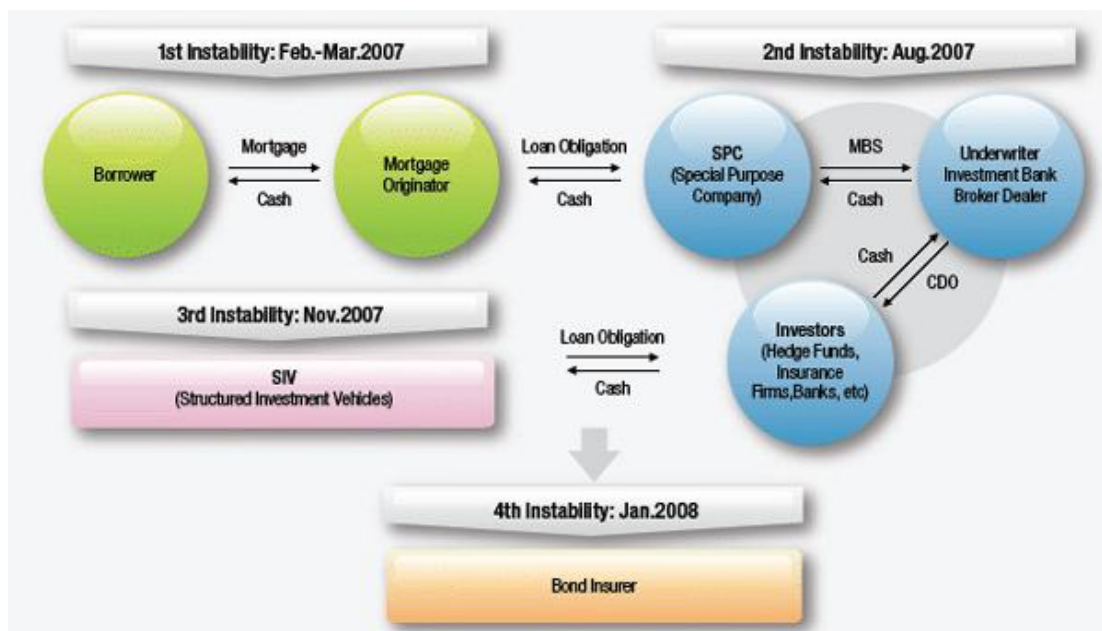 1st Instability: Feb.-Mar.2007
2nd Instability: Aug.2007
Borrower
Mortgage
Cash
Mortgage
Originator
Loan Obligation
Cash
SPC
(Special Purpose
Company)
MBS
Cash
Underwriter
Investment Bank
Broker Dealer
Cash
CDO
3rd Instability: Nov.2007
SIV
(Structured Investment Vehicles)
Loan Obligation
Cash
Investors
(Hedge Funds,
Insurance
Firms,Banks, etc)
4th Instability: Jan.2008
Bond Insurer